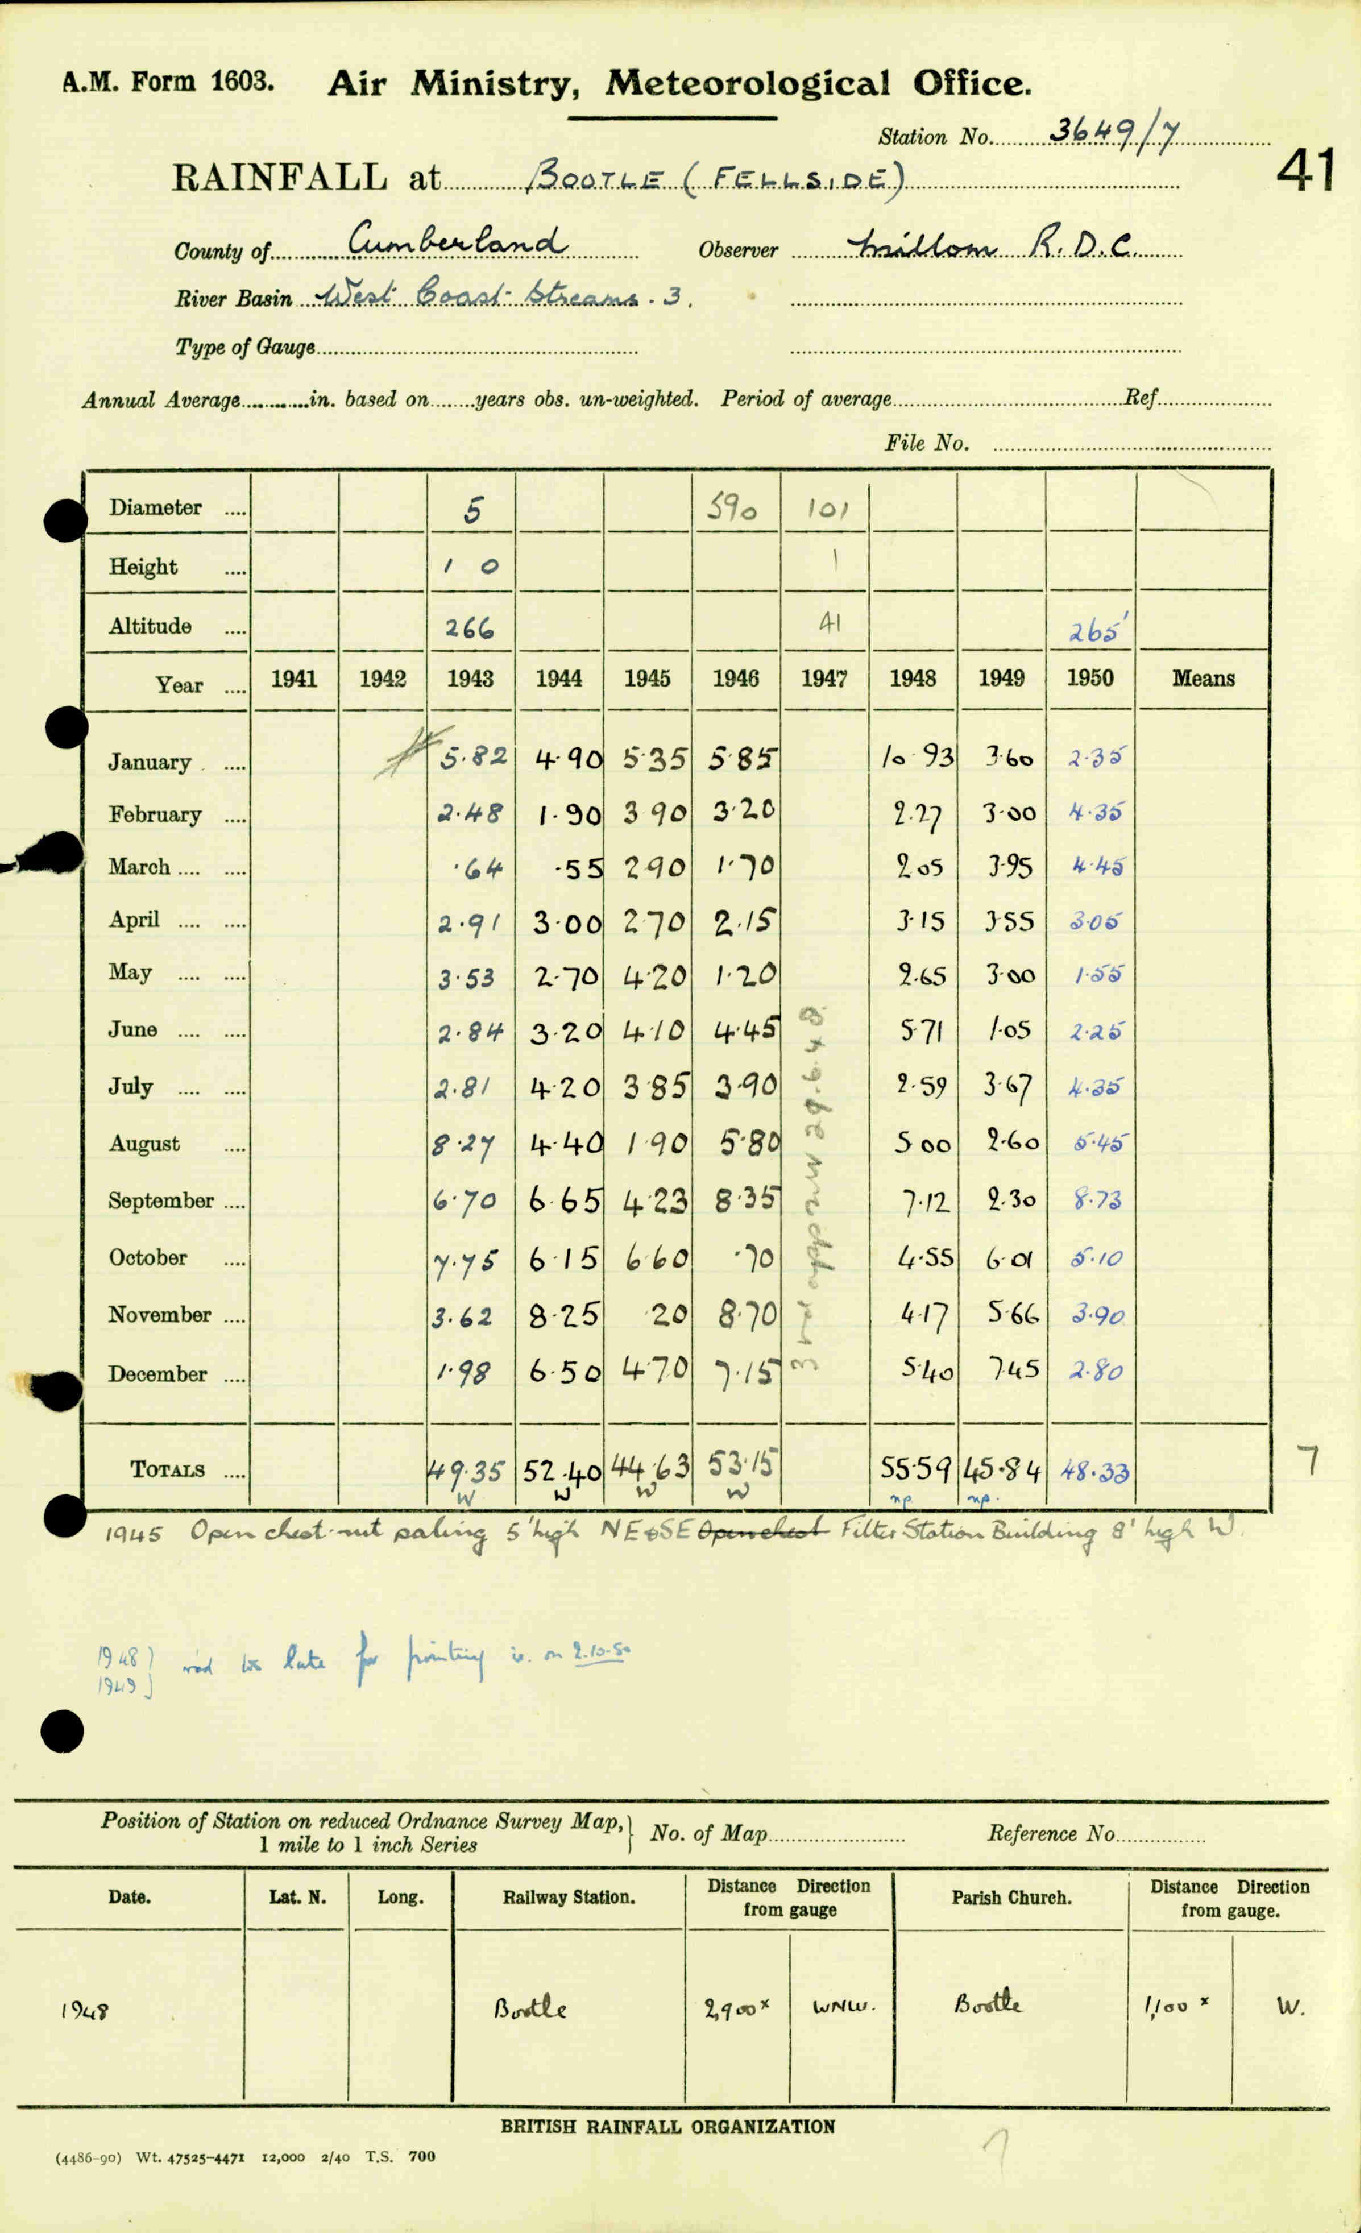 A.M. Form 1603. Air Ministry, Meteorological Office.
Station No. 3649/7
RAINFALL at BOOTLE (FELLSIDE)
41
County of Cumberland Observer Millom R.D.C.
River Basin West Coast Streams. 3.
Type of Gauge
Annual Average in. based on years obs. un-weighted. Period of average Ref.
File No.
Diameter .... 5 590 101
Height .... 1 0 1
Altitude .... 266 41 265'
Year .... 1941 1942 1943 1944 1945 1946 1947 1948 1949 1950 Means
January .... 5.82 4.90 5.35 5.85 10.93 3.60 2.35
February .... 2.48 1.90 3.90 3.20 2.27 3.00 4.35
March .... .... .64 .55 2.90 1.70 2.05 3.95 4.45
April .... .... 2.91 3.00 2.70 2.15 3.15 3.55 3.05
May .... .... 3.53 2.70 4.20 1.20 2.65 3.00 1.55
June .... .... 2.84 3.20 4.10 4.45 5.71 1.05 2.25
July .... .... 2.81 4.20 3.85 3.90 2.59 3.67 4.35
August .... 8.27 4.40 1.90 5.80 5.00 2.60 5.45
September .... 6.70 6.65 4.23 8.35 7.12 2.30 8.73
October .... 7.75 6.15 6.60 .70 4.55 6.01 5.10
November .... 3.62 8.25 .20 8.70 4.17 5.66 3.90
December .... 1.98 6.50 4.70 7.15 5.40 7.45 2.80
3rd appn 29.6.48
TOTALS .... 49.35 52.40 44.63 53.15 55.59 45.84 48.33
W W W W n.p. n.p.
7
1945 Open chest-nut paling 5' high NE & SE Open chest Filter Station Building 8' high W.
1948 } rec'd too late for printing i.e. on 2.10.50
1949
Position of Station on reduced Ordnance Survey Map, } No. of Map Reference No.
1 mile to 1 inch Series
Date. Lat. N. Long. Railway Station. Distance Direction from gauge Parish Church. Distance Direction from gauge.
1948 Bootle 2,900x WNW. Bootle 1,100x W.
BRITISH RAINFALL ORGANIZATION
(4486-90) Wt. 47525-4471 12,000 2/40 T.S. 700